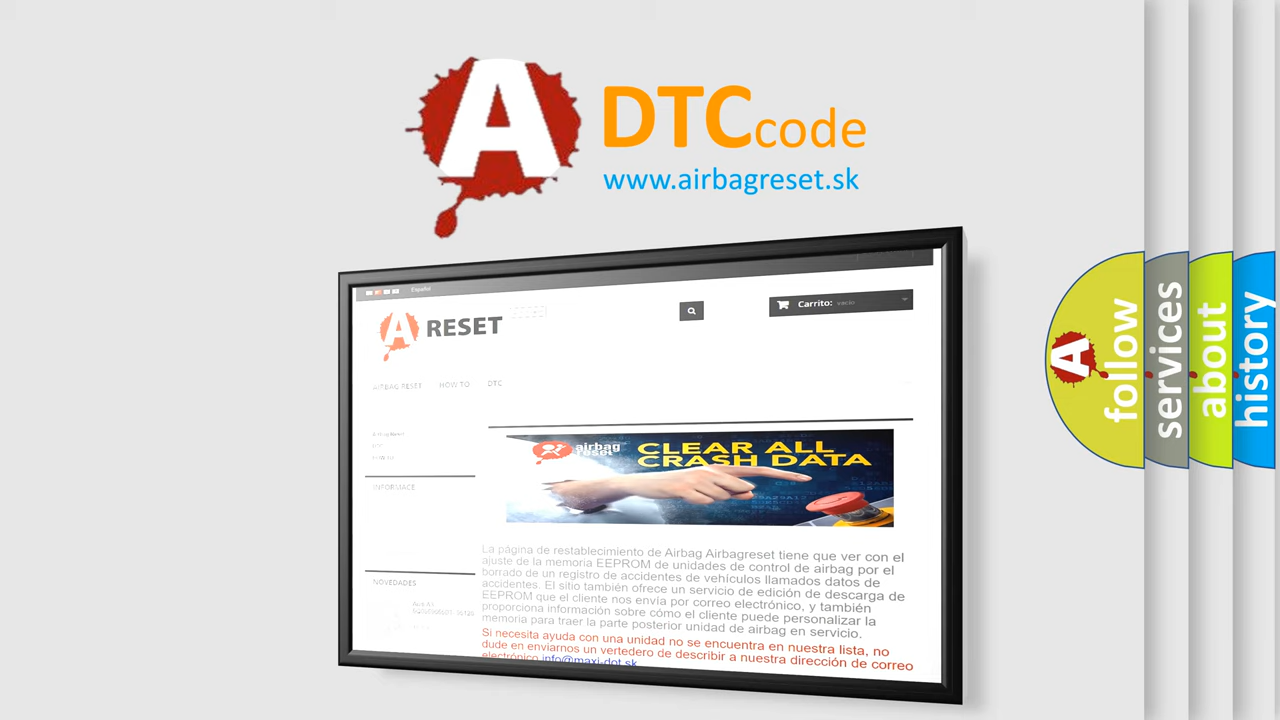 A DTCcode
www.airbagreset.sk
Español
A RESET
Carrito: vacío
AIRBAG RESET HOW TO DTC
Airbag Reset
DTC
HOW TO
INFORMACE
NOVEDADES
airbag
reset
CLEAR ALL
CRASH DATA
La página de restablecimiento de Airbag Airbagreset tiene que ver con el
ajuste de la memoria EEPROM de unidades de control de airbag por el
borrado de un registro de accidentes de vehículos llamados datos de
accidentes. El sitio también ofrece un servicio de edición de descarga de
EEPROM que el cliente nos envía por correo electrónico, y también
proporciona información sobre cómo el cliente puede personalizar la
memoria para traer la parte posterior unidad de airbag en servicio.
Si necesita ayuda con una unidad no se encuentra en nuestra lista, no
dude en enviarnos un vertedero de describir a nuestra dirección de correo
electrónico info@maxi-dot.sk
A
follow
services
about
history